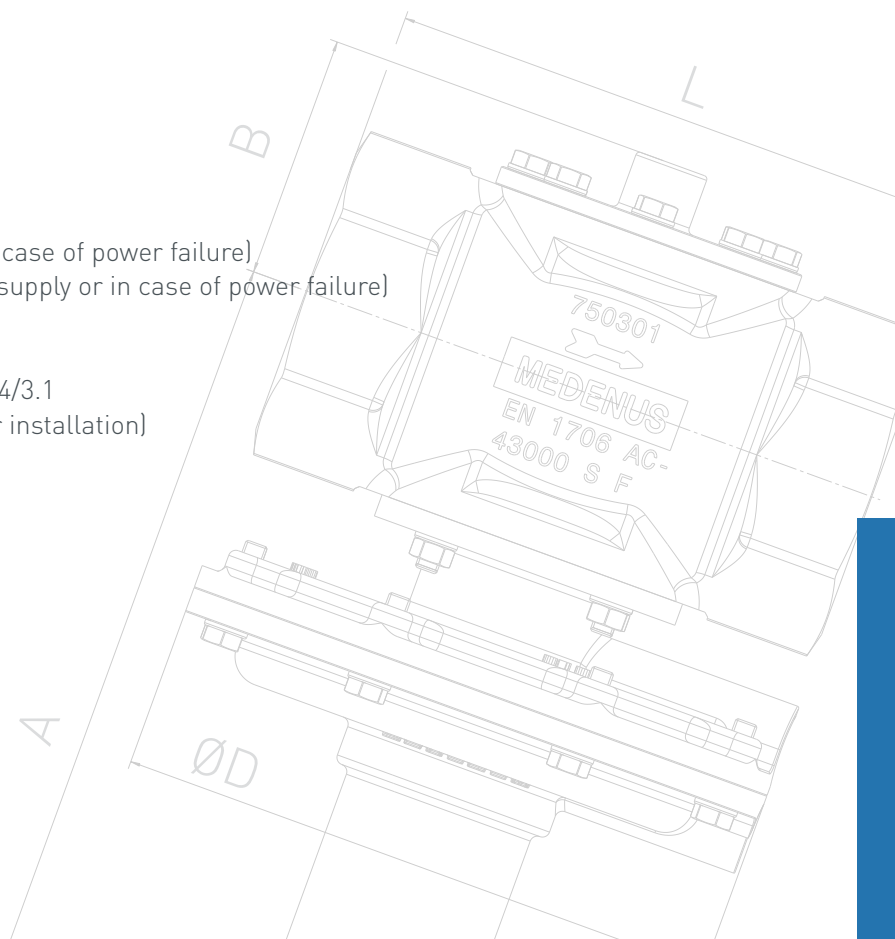 L
B
case of power failure)
supply or in case of power failure)
750301
MEDENUS
EN 1706 AC-
43000 S F
4/3.1
r installation)
A
ØD